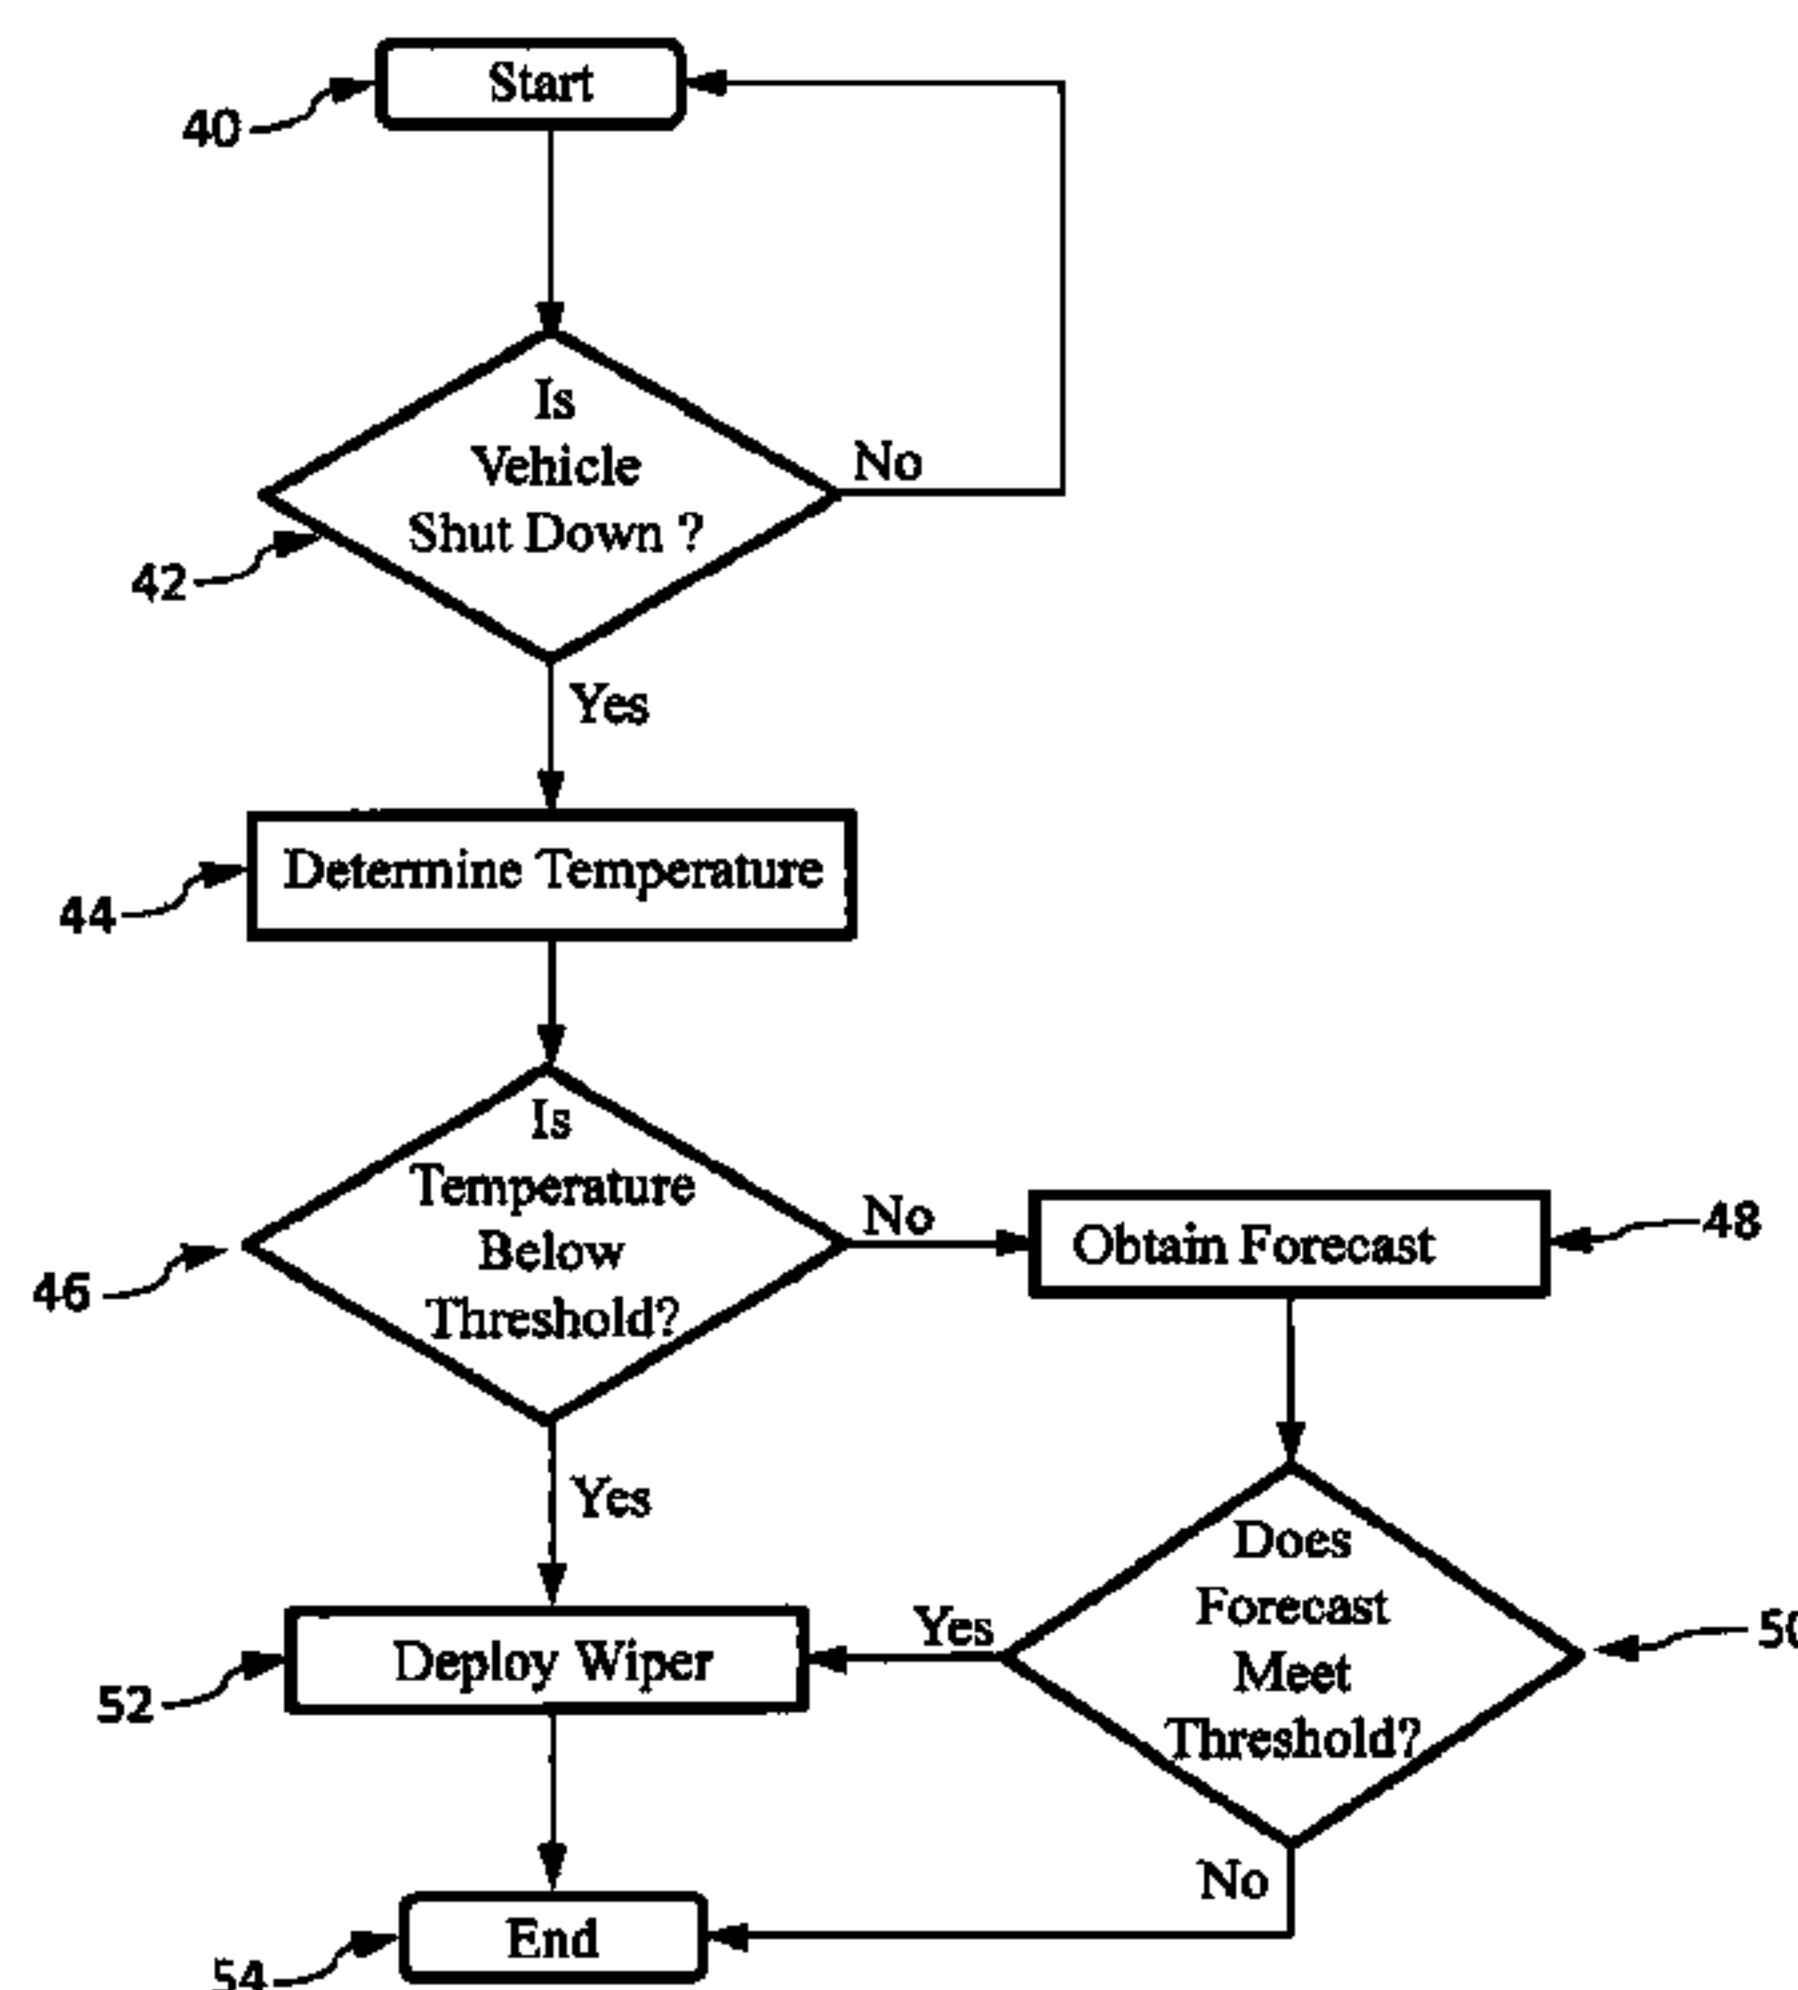 Start
40
Is
Vehicle
Shut Down ?
No
42
Yes
Determine Temperature
44
Is
Temperature
Below
Threshold?
No
46
Obtain Forecast
48
Yes
Does
Forecast
Meet
Threshold?
Yes
50
Deploy Wiper
52
No
End
54